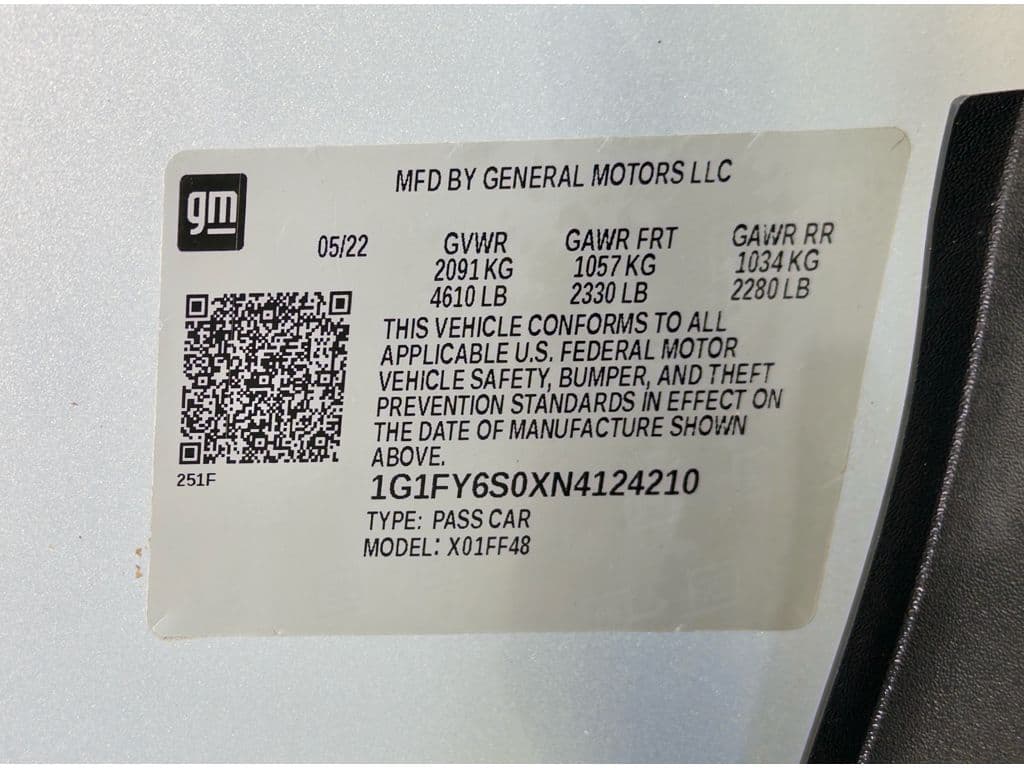 gm
MFD BY GENERAL MOTORS LLC
05/22 GVWR GAWR FRT GAWR RR
2091 KG 1057 KG 1034 KG
4610 LB 2330 LB 2280 LB
THIS VEHICLE CONFORMS TO ALL
APPLICABLE U.S. FEDERAL MOTOR
VEHICLE SAFETY, BUMPER, AND THEFT
PREVENTION STANDARDS IN EFFECT ON
THE DATE OF MANUFACTURE SHOWN
ABOVE.
251F
1G1FY6S0XN4124210
TYPE: PASS CAR
MODEL: X01FF48